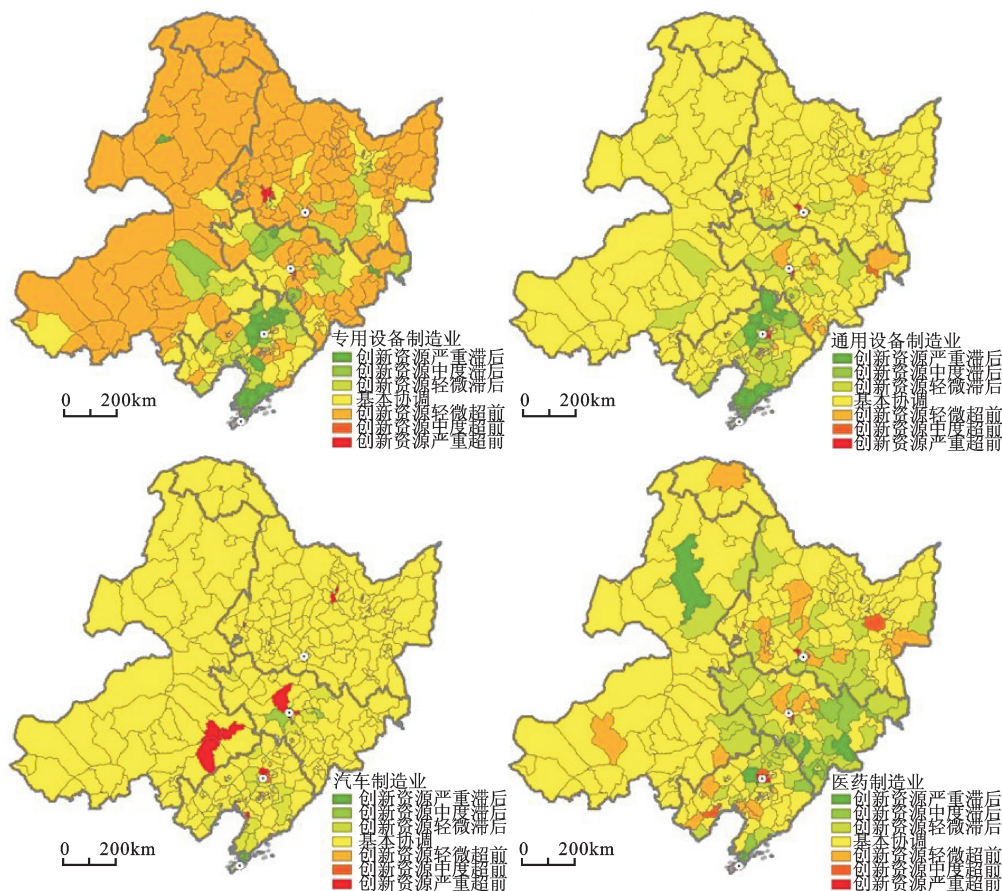 专用设备制造业
创新资源严重滞后
创新资源中度滞后
创新资源轻微滞后
基本协调
创新资源轻微超前
创新资源中度超前
创新资源严重超前
0 200km
通用设备制造业
创新资源严重滞后
创新资源中度滞后
创新资源轻微滞后
基本协调
创新资源轻微超前
创新资源中度超前
创新资源严重超前
0 200km
汽车制造业
创新资源严重滞后
创新资源中度滞后
创新资源轻微滞后
基本协调
创新资源轻微超前
创新资源中度超前
创新资源严重超前
0 200km
医药制造业
创新资源严重滞后
创新资源中度滞后
创新资源轻微滞后
基本协调
创新资源轻微超前
创新资源中度超前
创新资源严重超前
0 200km